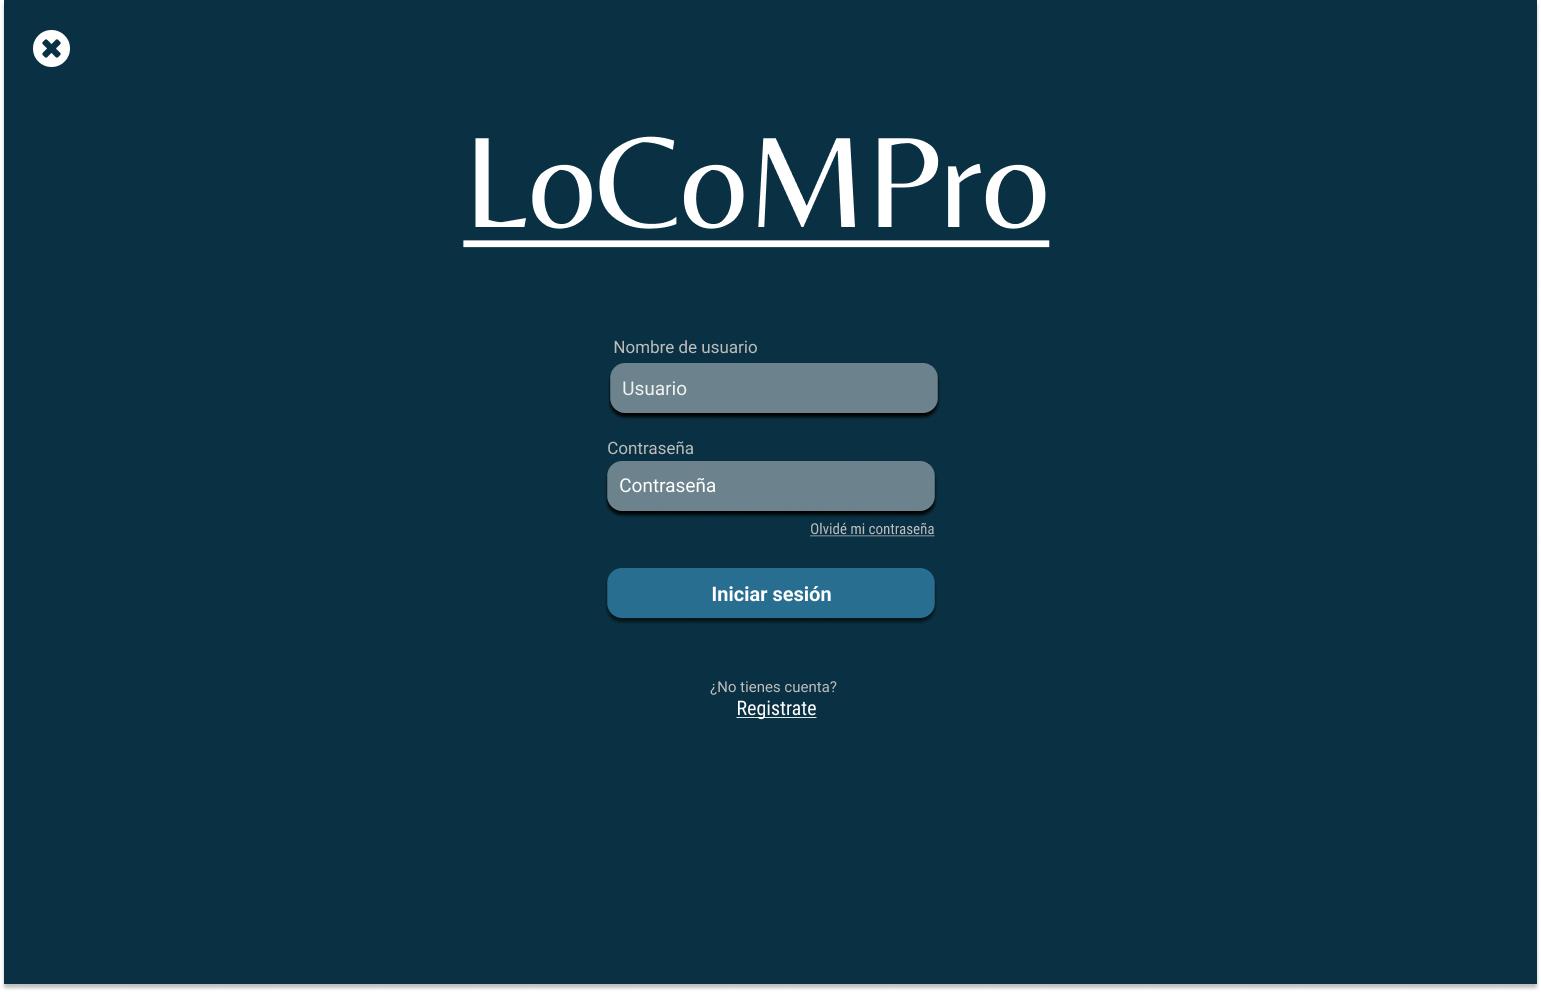 LoCoMPro
Nombre de usuario
Usuario
Contraseña
Contraseña
Olvidé mi contraseña
Iniciar sesión
¿No tienes cuenta?
Registrate